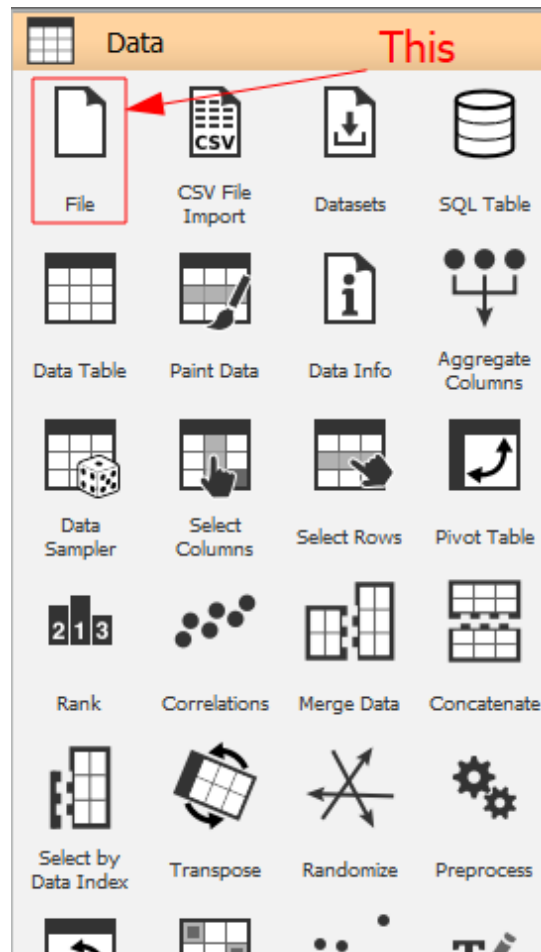 Data
This
CSV
File
CSV File
Import
Datasets
SQL Table
i
Data Table
Paint Data
Data Info
Aggregate
Columns
Data
Sampler
Select
Columns
Select Rows
Pivot Table
2 1 3
Rank
Correlations
Merge Data
Concatenate
Select by
Data Index
Transpose
Randomize
Preprocess
T